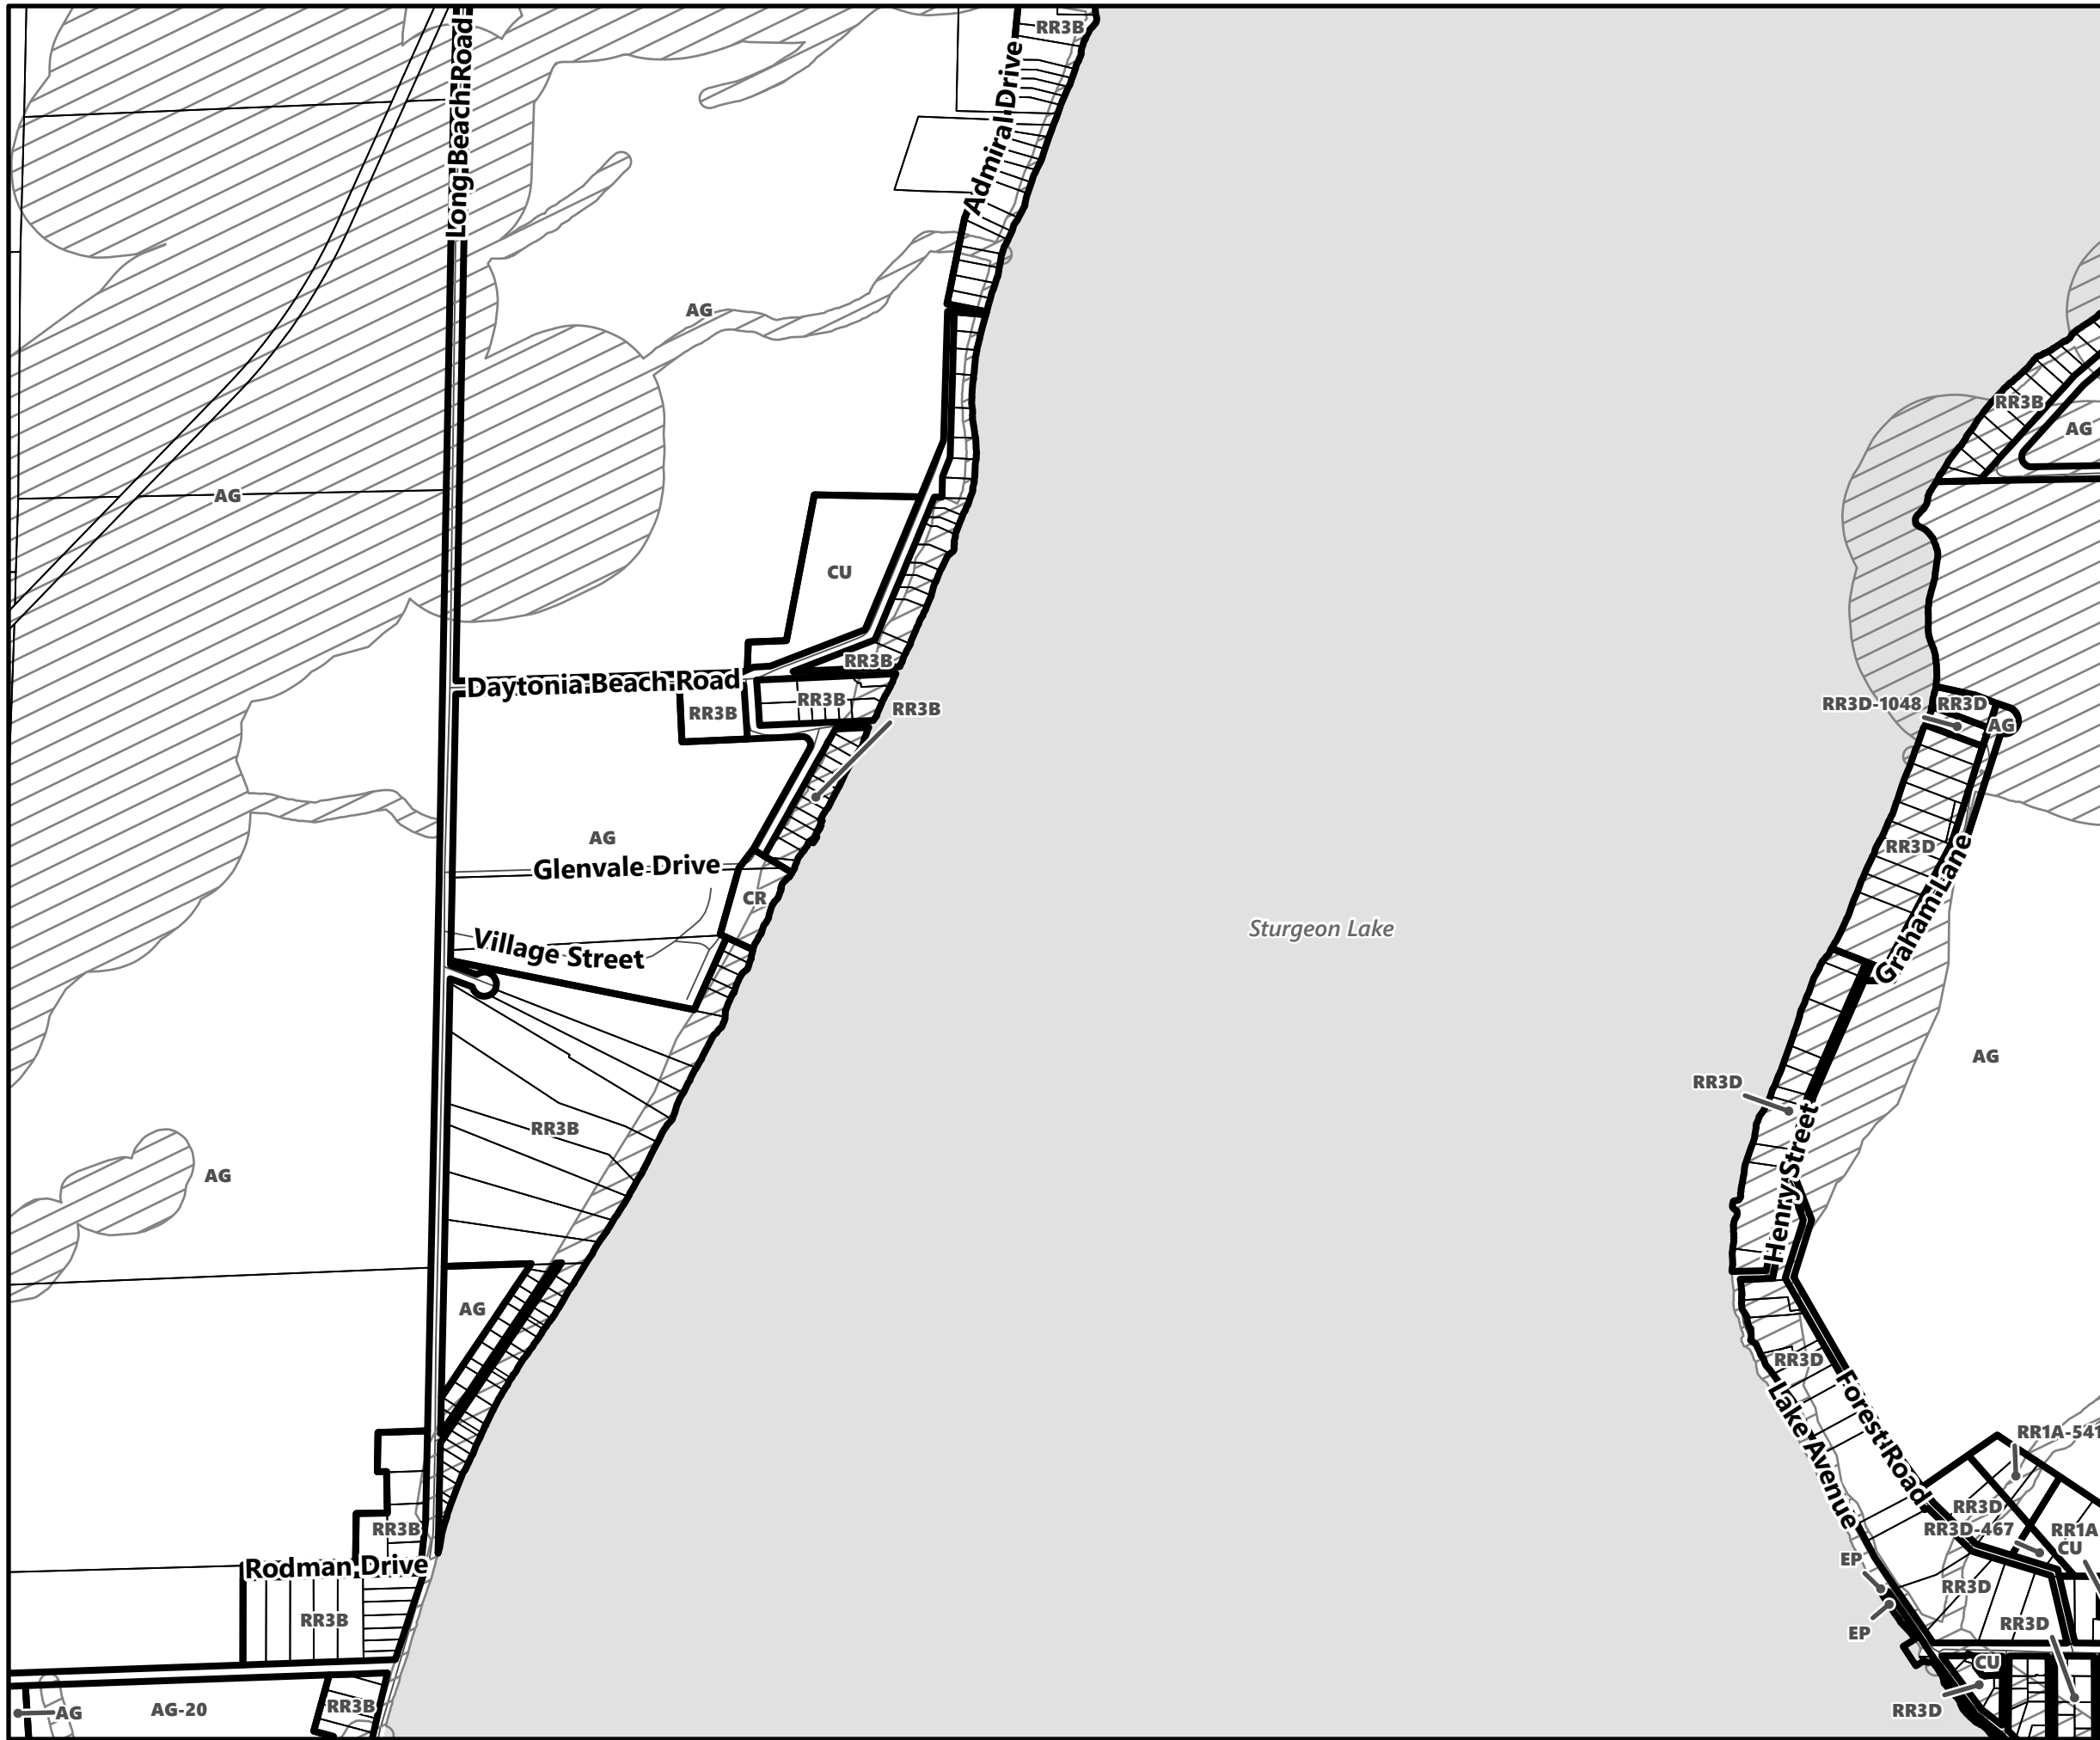 RR3B
Long Beach Road
Admiral Drive
AG
RR3B
AG
AG
CU
RR3B
Daytonia Beach Road
RR3B
RR3B
RR3B
RR3D-1048
RR3D
AG
AG
Glenvale Drive
RR3D
Graham Lane
CR
Sturgeon Lake
Village Street
AG
RR3D
RR3B
Henry Street
AG
AG
RR3D
Lake Avenue
Forest Road
RR1A-541
RR3D
RR3B
RR3D-467
RR1A
CU
EP
Rodman Drive
RR3D
RR3B
RR3D
EP
CU
RR3B
AG-20
AG
RR3D